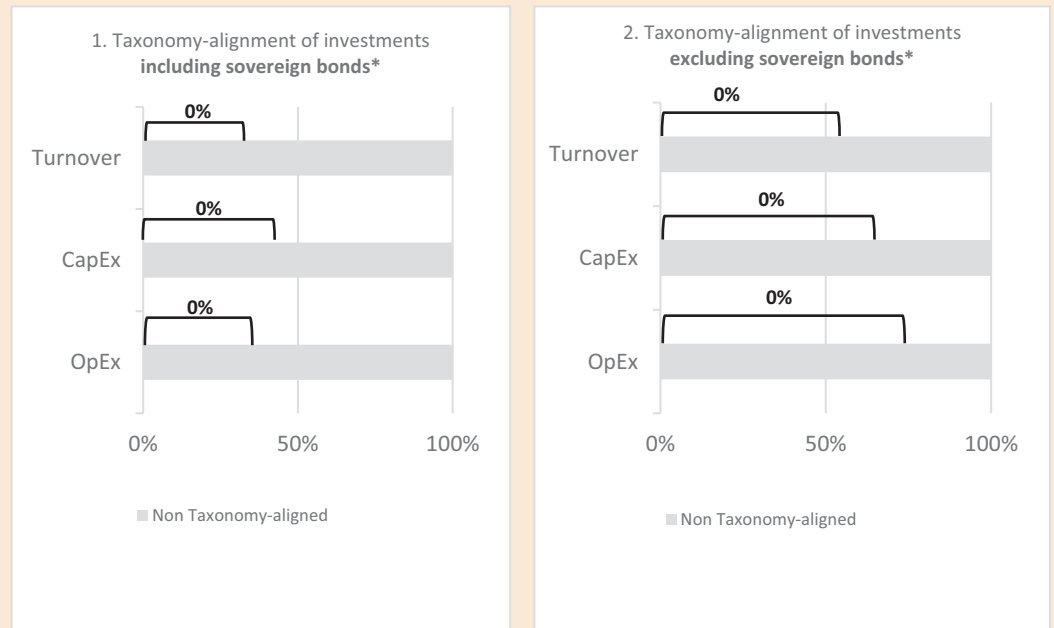 1. Taxonomy-alignment of investments
including sovereign bonds*
0%
Turnover
0%
CapEx
0%
OpEx
0%
50%
100%
Non Taxonomy-aligned
2. Taxonomy-alignment of investments
excluding sovereign bonds*
0%
Turnover
0%
CapEx
0%
OpEx
0%
50%
100%
Non Taxonomy-aligned